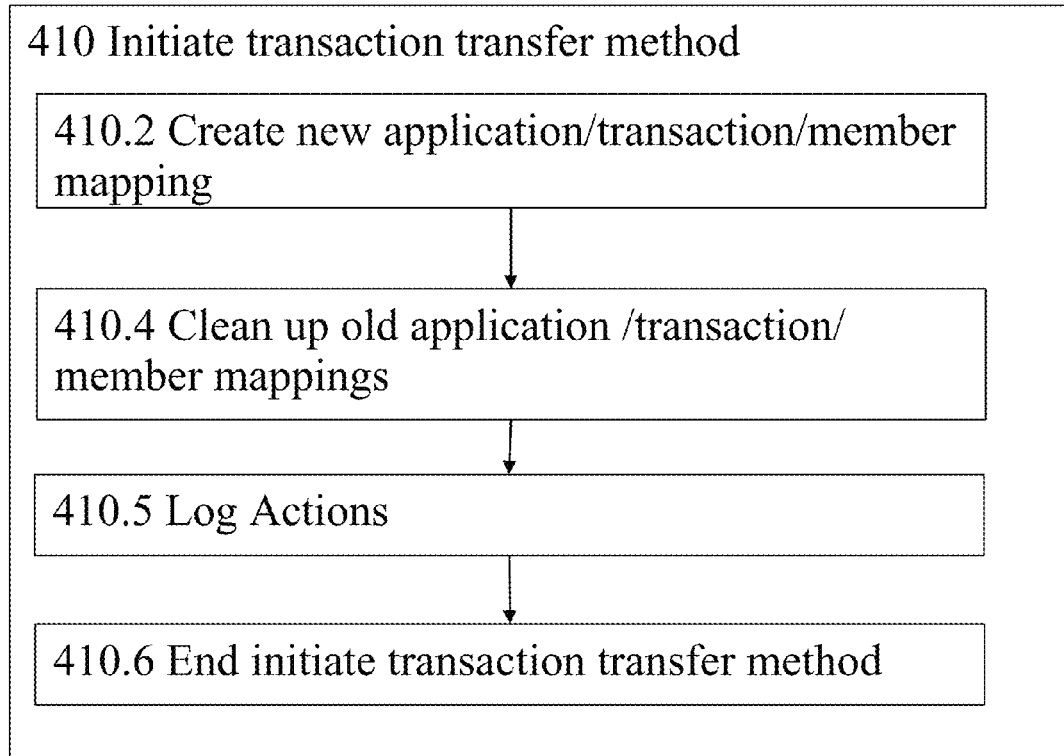 410 Initiate transaction transfer method
410.2 Create new application/transaction/member
mapping
410.4 Clean up old application /transaction/
member mappings
410.5 Log Actions
410.6 End initiate transaction transfer method